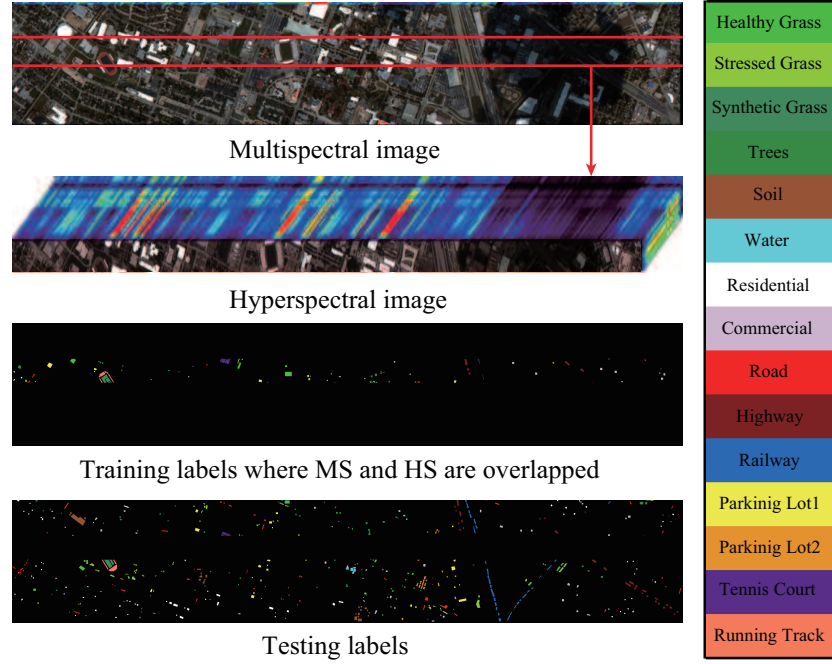 Multispectral image
Hyperspectral image
Training labels where MS and HS are overlapped
Testing labels
Healthy Grass
Stressed Grass
Synthetic Grass
Trees
Soil
Water
Residential
Commercial
Road
Highway
Railway
Parkinig Lot1
Parkinig Lot2
Tennis Court
Running Track